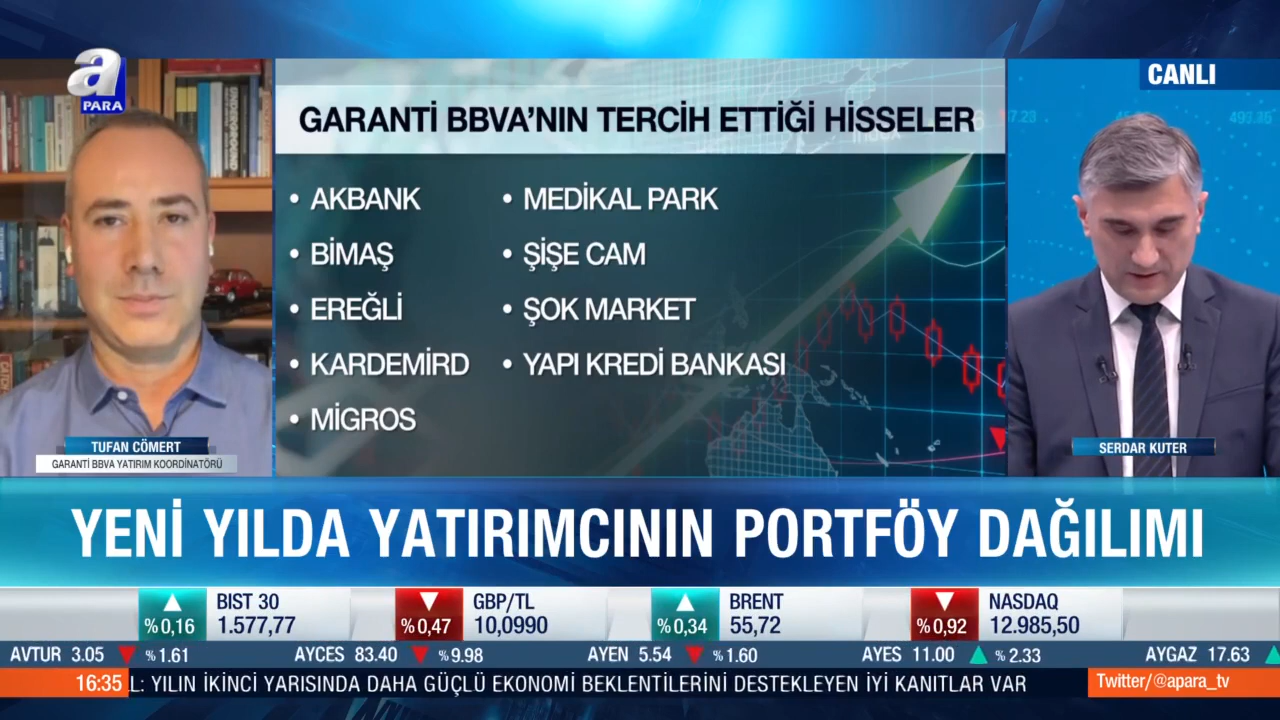 a
PARA
CANLI
GARANTİ BBVA'NIN TERCİH ETTİĞİ HİSSELER
• AKBANK
• BİMAŞ
• EREĞLİ
• KARDEMİRD
• MİGROS
• MEDİKAL PARK
• ŞİŞE CAM
• ŞOK MARKET
• YAPI KREDİ BANKASI
TUFAN CÖMERT
GARANTİ BBVA YATIRIM KOORDİNATÖRÜ
SERDAR KUTER
YENİ YILDA YATIRIMCININ PORTFÖY DAĞILIMI
%0,16 BIST 30 1.577,77
%0,47 GBP/TL 10,0990
%0,34 BRENT 55,72
%0,92 NASDAQ 12.985,50
AVTUR 3.05 %1.61 AYCES 83.40 %9.98 AYEN 5.54 %1.60 AYES 11.00 %2.33 AYGAZ 17.63
16:35 L: YILIN İKİNCİ YARISINDA DAHA GÜÇLÜ EKONOMİ BEKLENTİLERİNİ DESTEKLEYEN İYİ KANITLAR VAR Twitter/@apara_tv